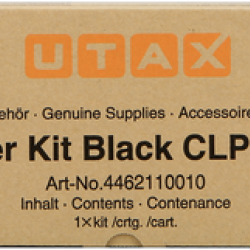 UTAX
ehör · Genuine Supplies · Accessoire
er Kit Black CLP
Art-No.4462110010
Inhalt · Contents · Contenance
1×kit /crtg. /cart.